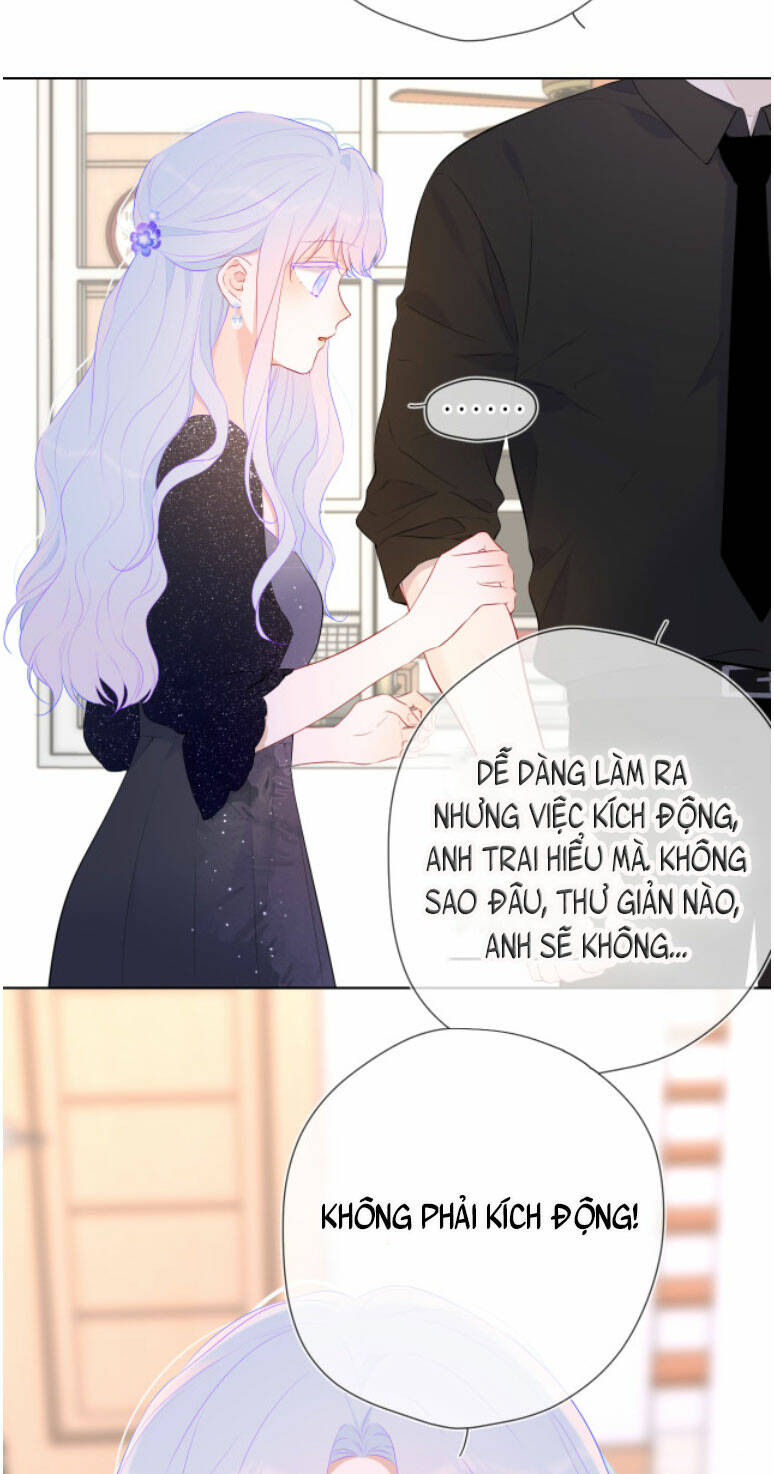 ......
DỄ DÀNG LÀM RA
NHƯNG VIỆC KÍCH ĐỘNG,
ANH TRAI HIỂU MÀ. KHÔNG
SAO ĐÂU, THƯ GIẢN NÀO,
ANH SẼ KHÔNG...
KHÔNG PHẢI KÍCH ĐỘNG!